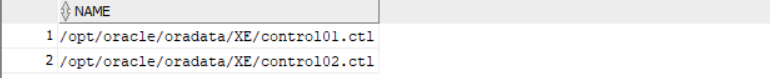 NAME
1 /opt/oracle/oradata/XE/control01.ctl
2 /opt/oracle/oradata/XE/control02.ctl